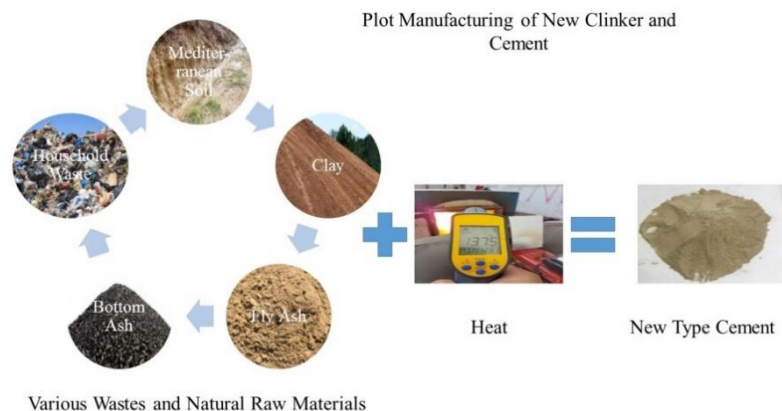 Plot Manufacturing of New Clinker and
Cement
Mediter-
ranean
Soil
Clay
Fly Ash
Bottom
Ash
Household
Waste
1375
Heat
New Type Cement
Various Wastes and Natural Raw Materials